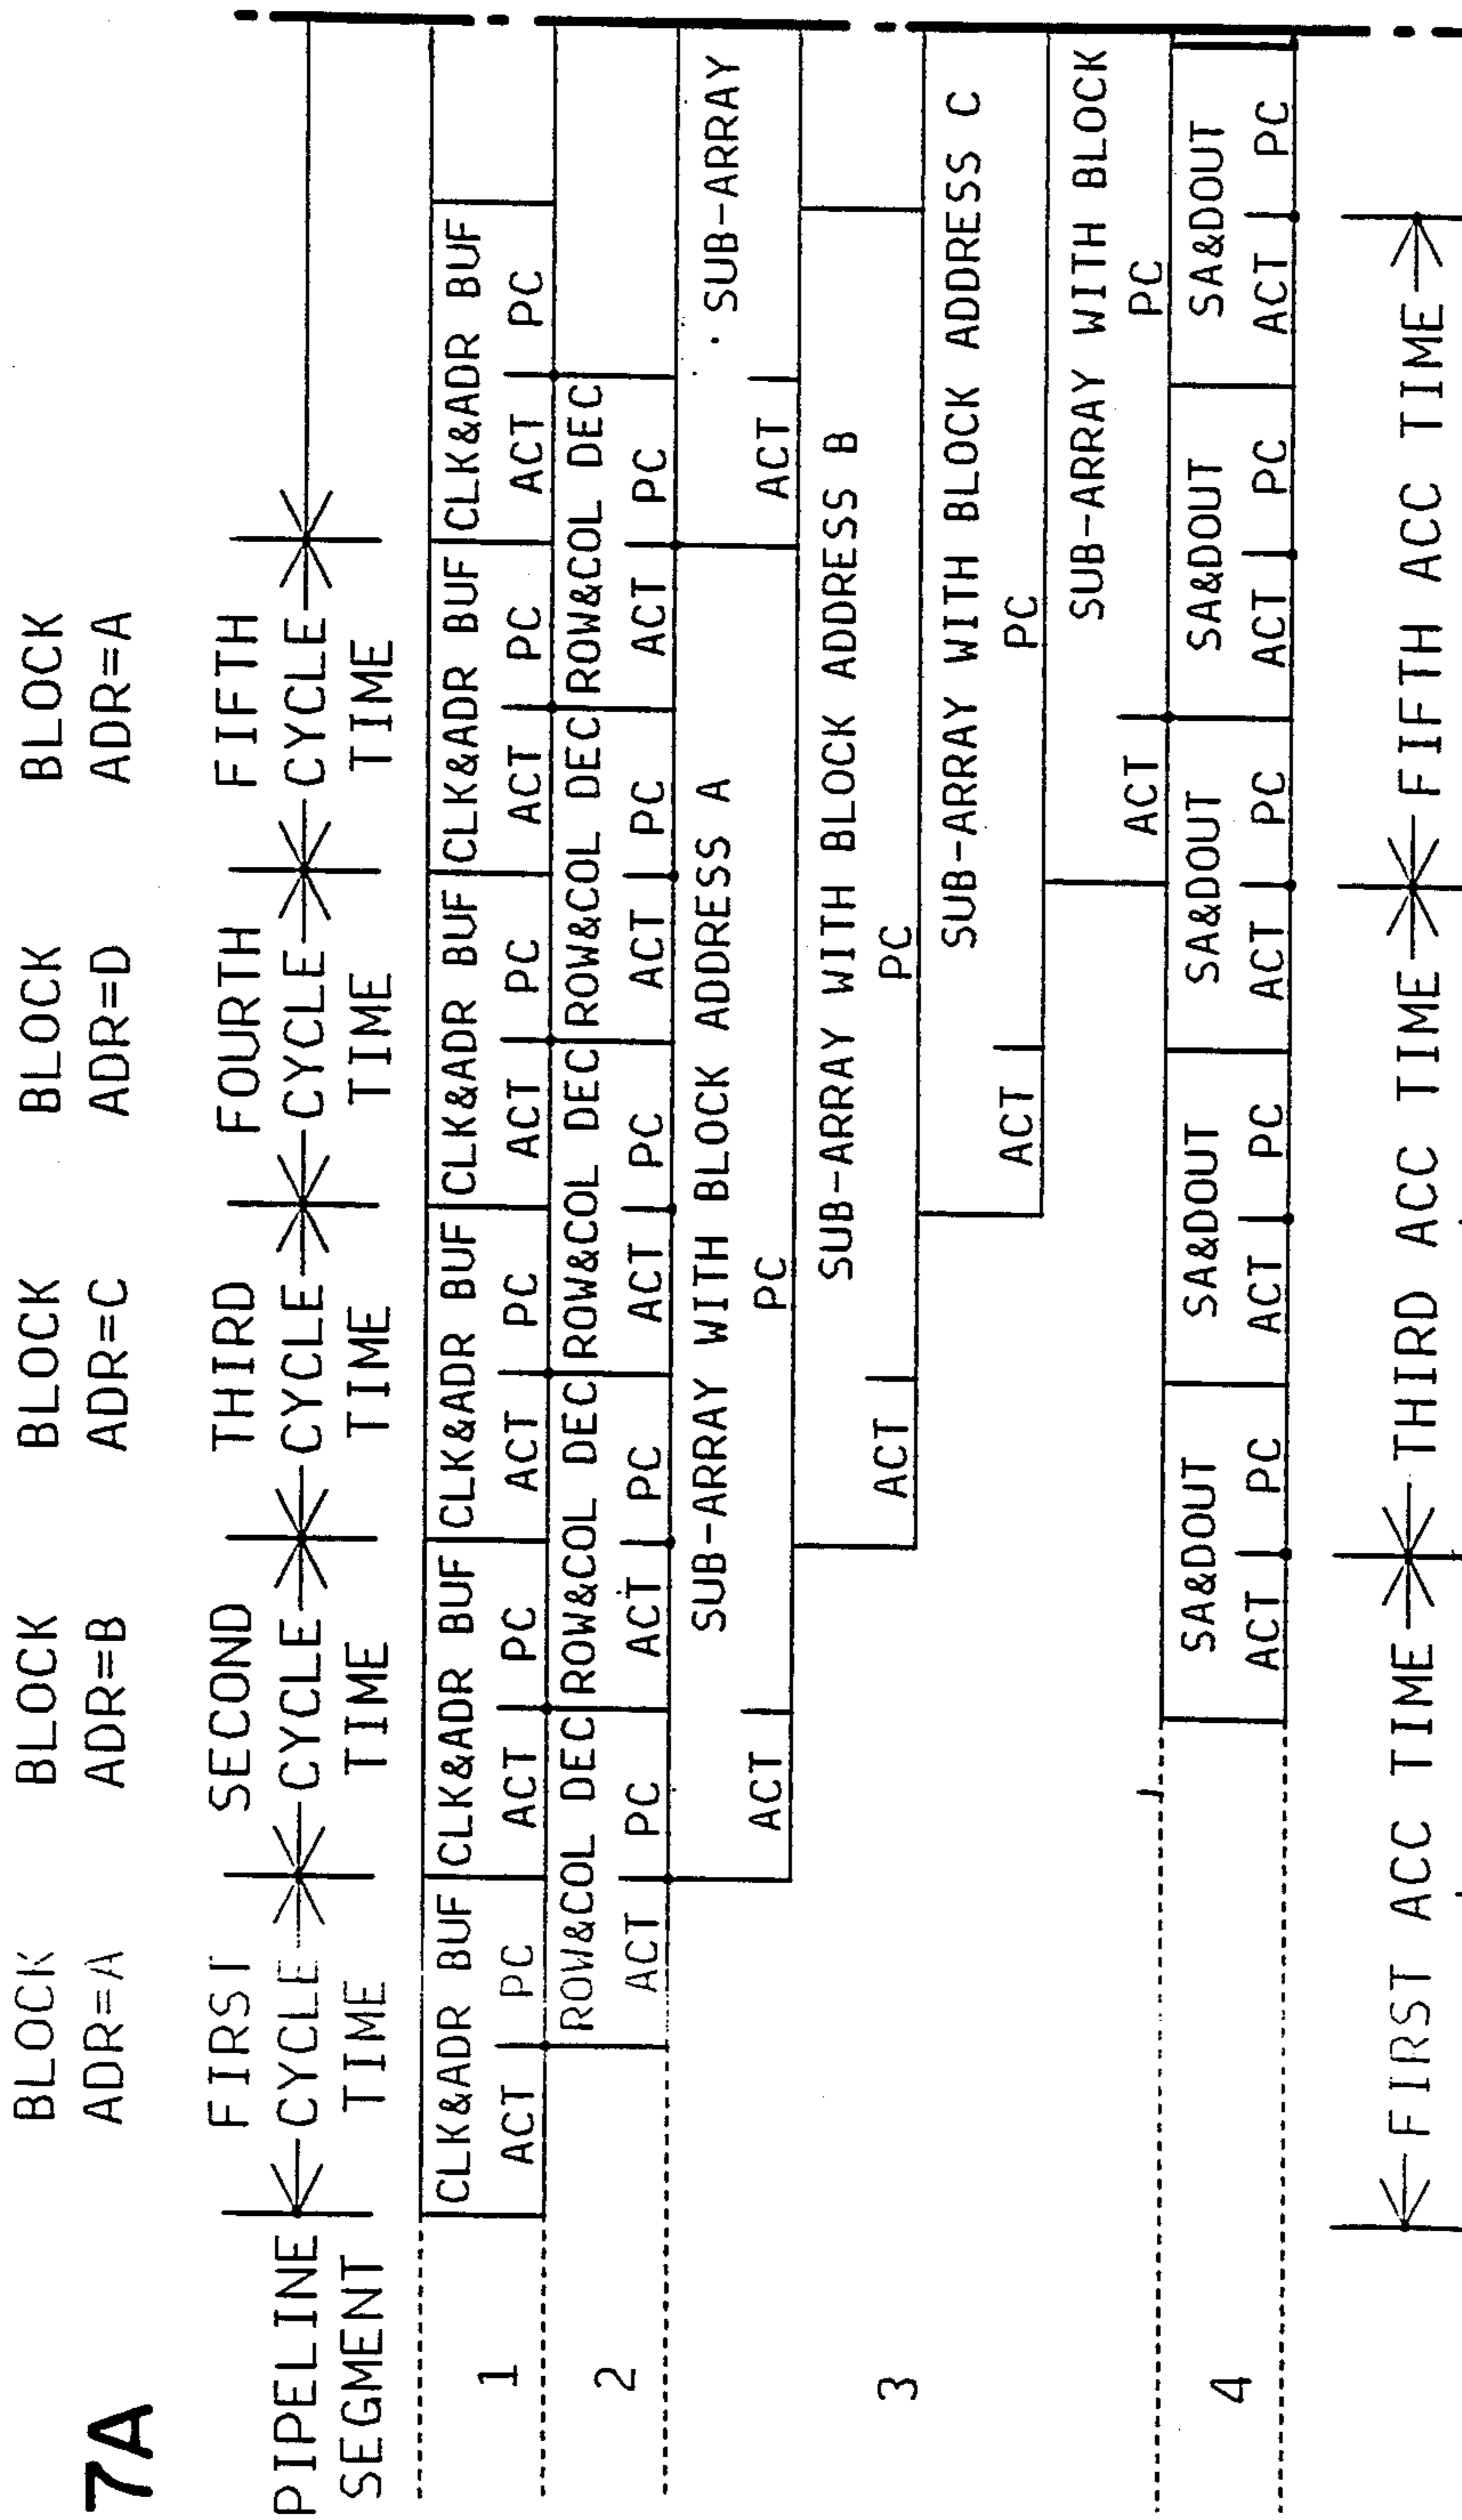 7A
BLOCK BLOCK BLOCK BLOCK BLOCK
ADR=A ADR=B ADR=C ADR=D ADR=A
FIRST SECOND THIRD FOURTH FIFTH
PIPELINE CYCLE CYCLE CYCLE CYCLE CYCLE
SEGMENT TIME TIME TIME TIME TIME
CLK&ADR BUF CLK&ADR BUF CLK&ADR BUF CLK&ADR BUF CLK&ADR BUF CLK&ADR BUF
1 ACT PC ACT PC ACT PC ACT PC ACT PC ACT PC
ROW&COL DEC ROW&COL DEC ROW&COL DEC ROW&COL DEC ROW&COL DEC
2 ACT PC ACT PC ACT PC ACT PC ACT PC
SUB-ARRAY WITH BLOCK ADDRESS A SUB-ARRAY
ACT PC ACT
SUB-ARRAY WITH BLOCK ADDRESS B
3 ACT PC
SUB-ARRAY WITH BLOCK ADDRESS C
ACT PC
SUB-ARRAY WITH BLOCK
ACT PC
SA&DOUT SA&DOUT SA&DOUT SA&DOUT SA&DOUT
4 ACT PC ACT PC ACT PC ACT PC ACT PC
FIRST ACC TIME THIRD ACC TIME FIFTH ACC TIME